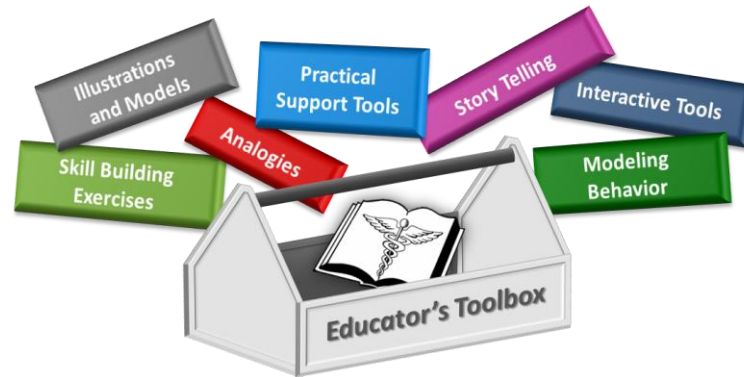 Illustrations
and Models
Practical
Support Tools
Story Telling
Interactive Tools
Skill Building
Exercises
Analogies
Modeling
Behavior
Educator's Toolbox